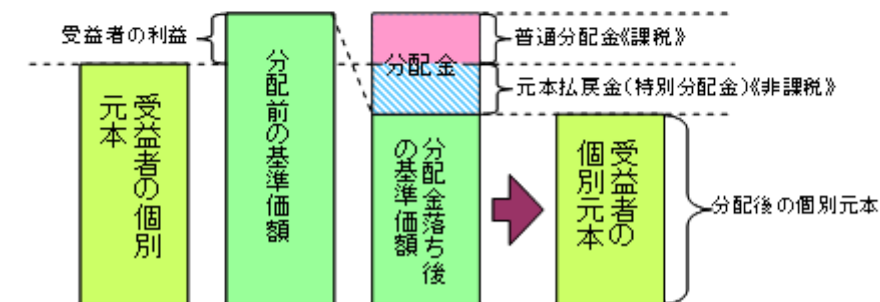 受益者の利益
受益者の個別
元本
分配前の基準価額
分配金
分配金落ち後
の基準価額
普通分配金《課税》
元本払戻金(特別分配金)《非課税》
受益者の
個別元本
分配後の個別元本